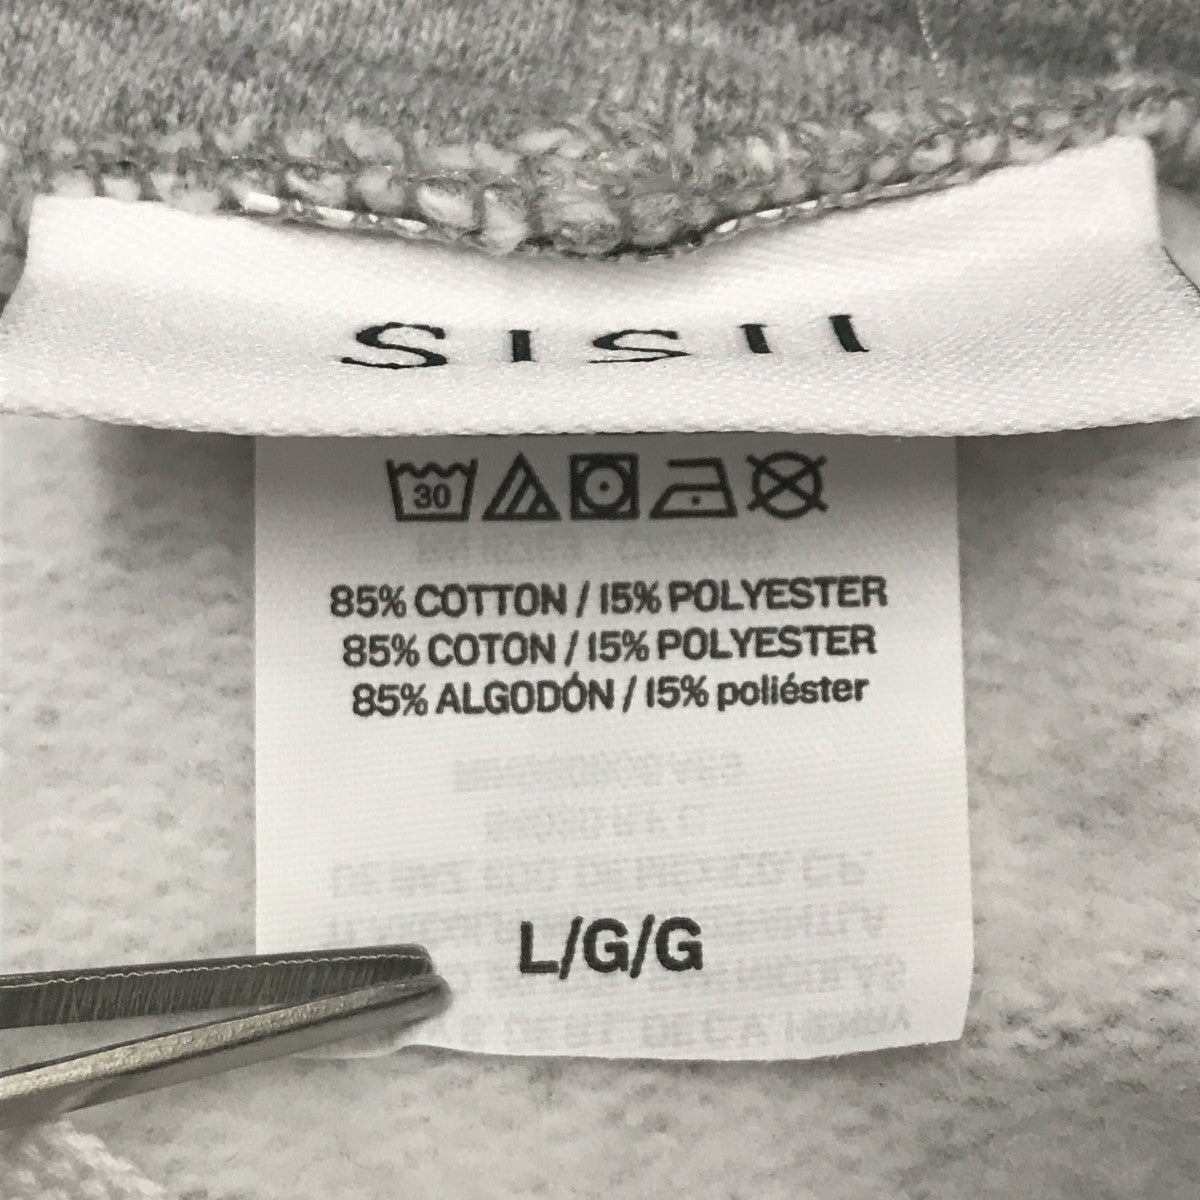 SISII
30
85% COTTON / 15% POLYESTER
85% COTON / 15% POLYESTER
85% ALGODÓN / 15% poliéster
L/G/G